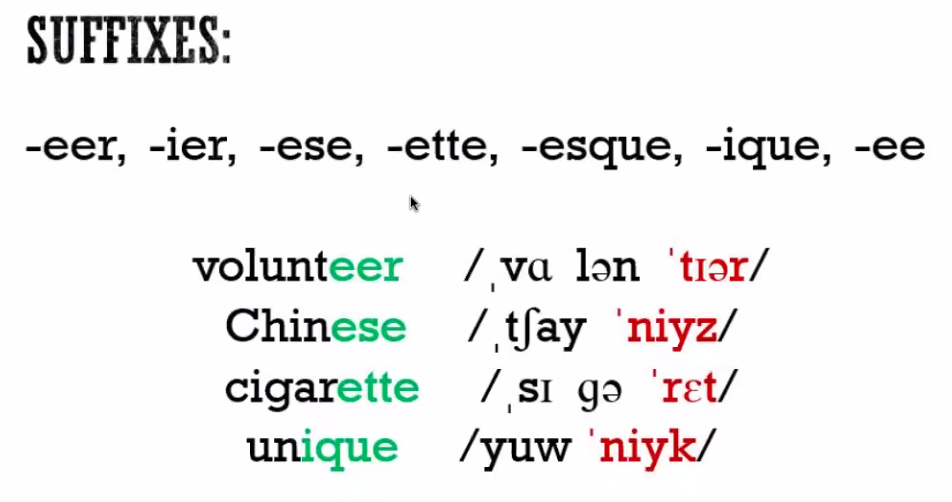 SUFFIXES:
-eer, -ier, -ese, -ette, -esque, -ique, -ee
volunteer /ˌvɑ lən ˈtɪər/
Chinese /ˌtʃay ˈniyz/
cigarette /ˌsɪ gə ˈrɛt/
unique /yuw ˈniyk/